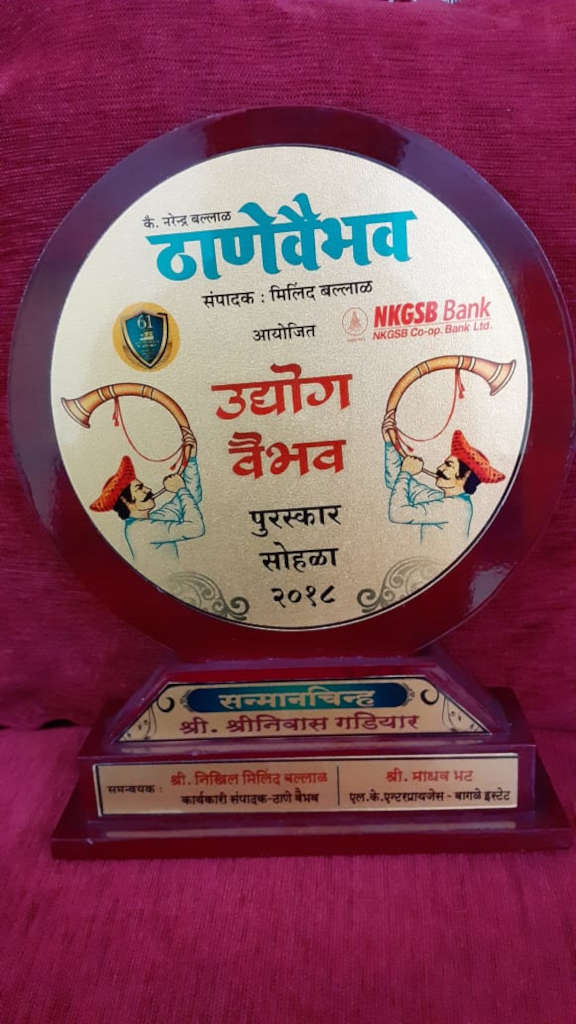 कै. नरेन्द्र बल्लाळ
ठाणेवैभव
संपादक : मिलिंद बल्लाळ
61
आयोजित
NKGSB Bank
NKGSB Co-op. Bank Ltd.
उद्योग
वैभव
पुरस्कार
सोहळा
२०१८
सन्मानचिन्ह
श्री. श्रीनिवास गडियार
समन्वयक :
श्री. निखिल मिलिंद बल्लाळ
कार्यकारी संपादक-ठाणे वैभव
श्री. माधव भट
एल.के.एन्टरप्रायजेस - वागळे इस्टेट